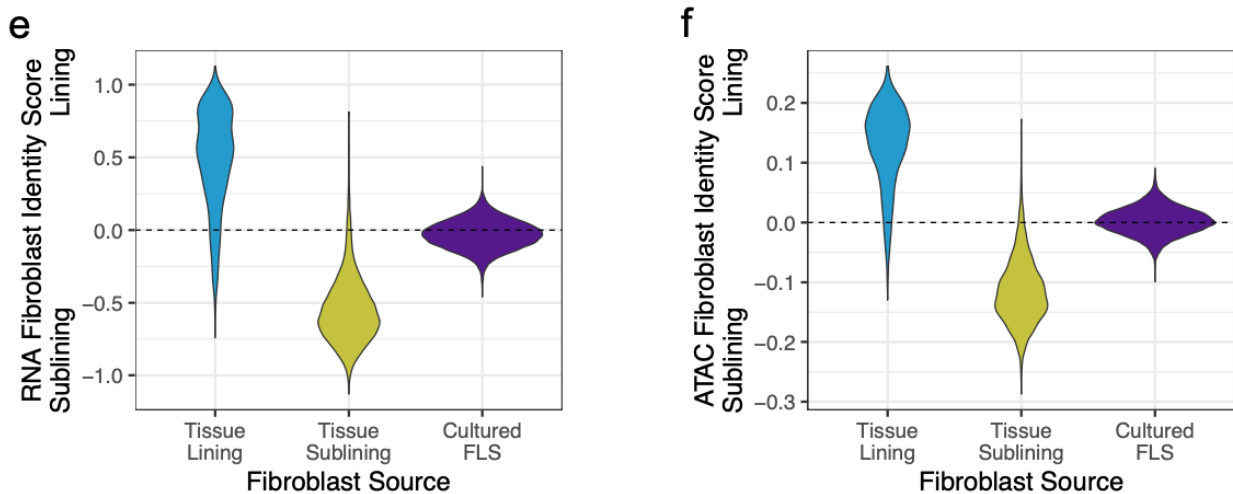 e
RNA Fibroblast Identity Score
Sublining
Lining
1.0
0.5
0.0
−0.5
−1.0
Tissue
Lining
Tissue
Sublining
Cultured
FLS
Fibroblast Source
f
ATAC Fibroblast Identity Score
Sublining
Lining
0.2
0.1
0.0
−0.1
−0.2
−0.3
Tissue
Lining
Tissue
Sublining
Cultured
FLS
Fibroblast Source